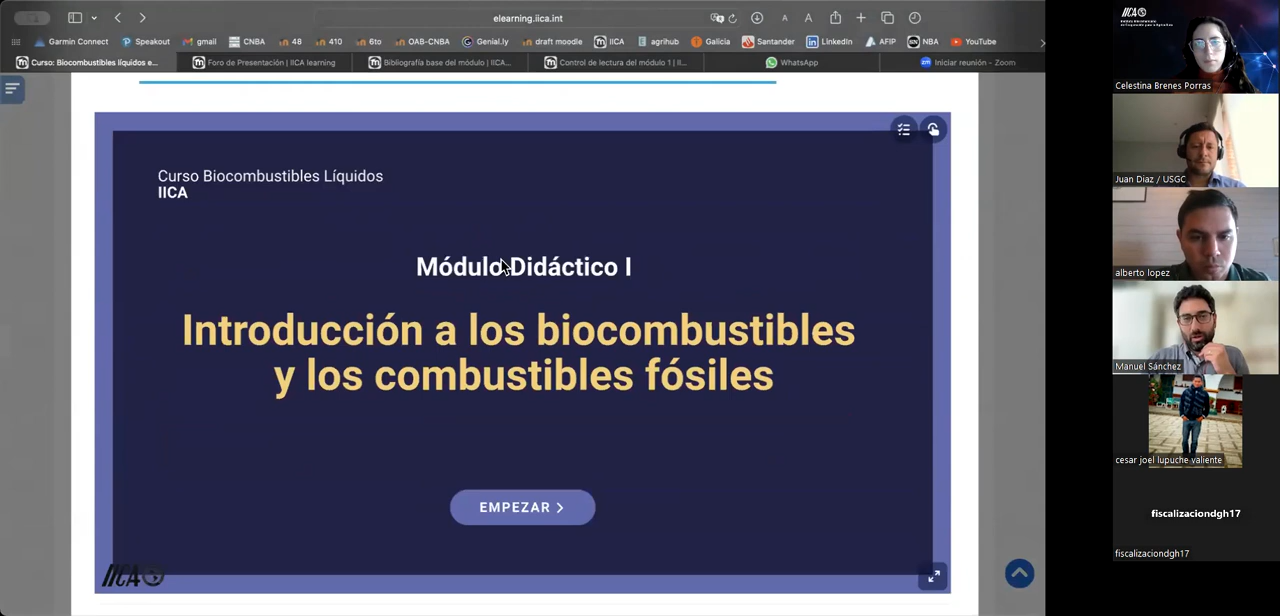 elearning.iica.int
A
A
Garmin Connect
Speakout
gmail
CNBA
48
410
6to
OAB-CNBA
Genial.ly
draft moodle
IICA
agrihub
Galicia
Santander
LinkedIn
AFIP
NBA
YouTube
Curso: Biocombustibles líquidos e...
Foro de Presentación | IICA learning
Bibliografía base del módulo | IICA...
Control de lectura del módulo 1 | II...
WhatsApp
Iniciar reunión - Zoom
Curso Biocombustibles Líquidos
IICA
Módulo Didáctico I
Introducción a los biocombustibles
y los combustibles fósiles
EMPEZAR
IICA
IICA
Celestina Brenes Porras
Juan Diaz / USGC
alberto lopez
Manuel Sánchez
cesar joel lupuche valiente
fiscalizaciondgh17
fiscalizaciondgh17